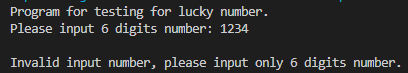 Program for testing for lucky number.
Please input 6 digits number: 1234
Invalid input number, please input only 6 digits number.